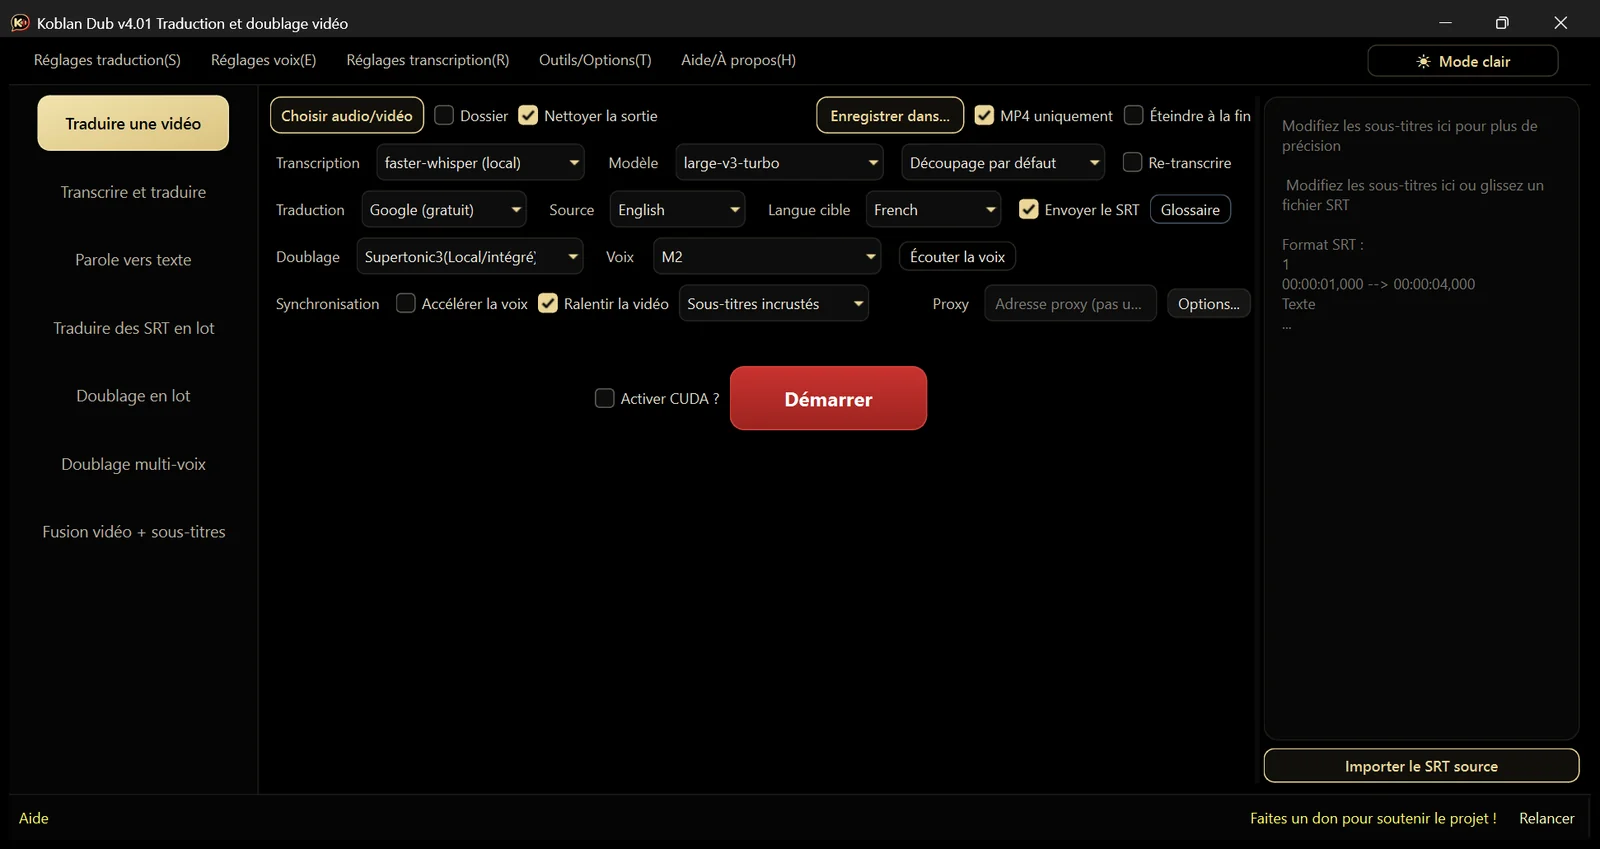 Koblan Dub v4.01 Traduction et doublage vidéo
Réglages traduction(S) Réglages voix(E) Réglages transcription(R) Outils/Options(T) Aide/À propos(H) Mode clair
Traduire une vidéo
Transcrire et traduire
Parole vers texte
Traduire des SRT en lot
Doublage en lot
Doublage multi-voix
Fusion vidéo + sous-titres
Choisir audio/vidéo Dossier Nettoyer la sortie Enregistrer dans... MP4 uniquement Éteindre à la fin
Transcription faster-whisper (local) Modèle large-v3-turbo Découpage par défaut Re-transcrire
Traduction Google (gratuit) Source English Langue cible French Envoyer le SRT Glossaire
Doublage Supertonic3(Local/intégré) Voix M2 Écouter la voix
Synchronisation Accélérer la voix Ralentir la vidéo Sous-titres incrustés Proxy Adresse proxy (pas u... Options...
Activer CUDA ? Démarrer
Modifiez les sous-titres ici pour plus de
précision
Modifiez les sous-titres ici ou glissez un
fichier SRT
Format SRT :
1
00:00:01,000 --> 00:00:04,000
Texte
...
Importer le SRT source
Aide Faites un don pour soutenir le projet ! Relancer